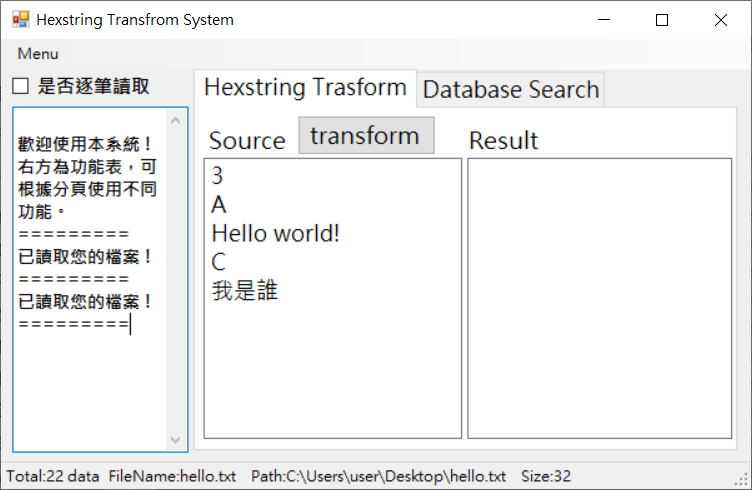 Hexstring Transfrom System
Menu
是否逐筆讀取
歡迎使用本系統！
右方為功能表，可
根據分頁使用不同
功能。
=========
已讀取您的檔案！
=========
已讀取您的檔案！
=========
Hexstring Trasform
Database Search
Source
transform
Result
3
A
Hello world!
C
我是誰
Total:22 data FileName:hello.txt Path:C:\Users\user\Desktop\hello.txt Size:32